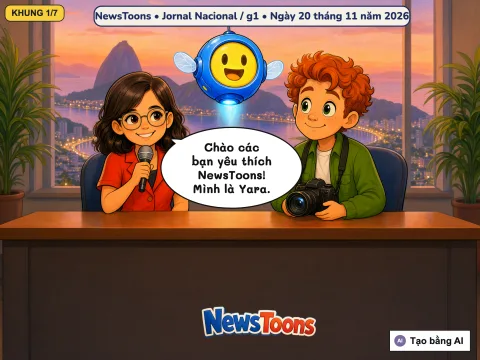 KHUNG 1/7
NewsToons • Jornal Nacional / g1 • Ngày 20 tháng 11 năm 2026
Chào các
bạn yêu thích
NewsToons!
Mình là Yara.
NewsToons
AI Tạo bằng AI